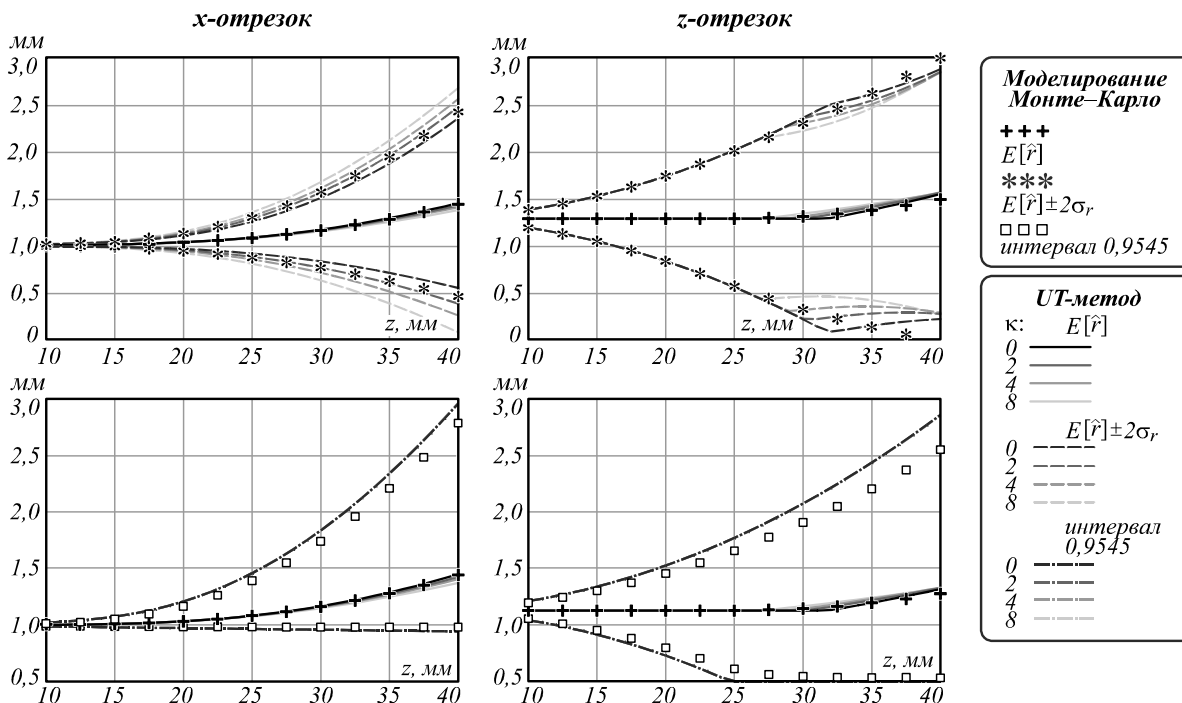 x-отрезок
z-отрезок
мм
3,0
2,5
2,0
1,5
1,0
0,5
0
z, мм
10 15 20 25 30 35 40
мм
3,0
2,5
2,0
1,5
1,0
0,5
0
z, мм
10 15 20 25 30 35 40
мм
3,0
2,5
2,0
1,5
1,0
0,5
z, мм
10 15 20 25 30 35 40
мм
3,0
2,5
2,0
1,5
1,0
0,5
z, мм
10 15 20 25 30 35 40
Моделирование
Монте–Карло
E[r̂]
E[r̂]±2σr
интервал 0,9545
UT-метод
κ: E[r̂]
0
2
4
8
E[r̂]±2σr
0
2
4
8
интервал
0,9545
0
2
4
8